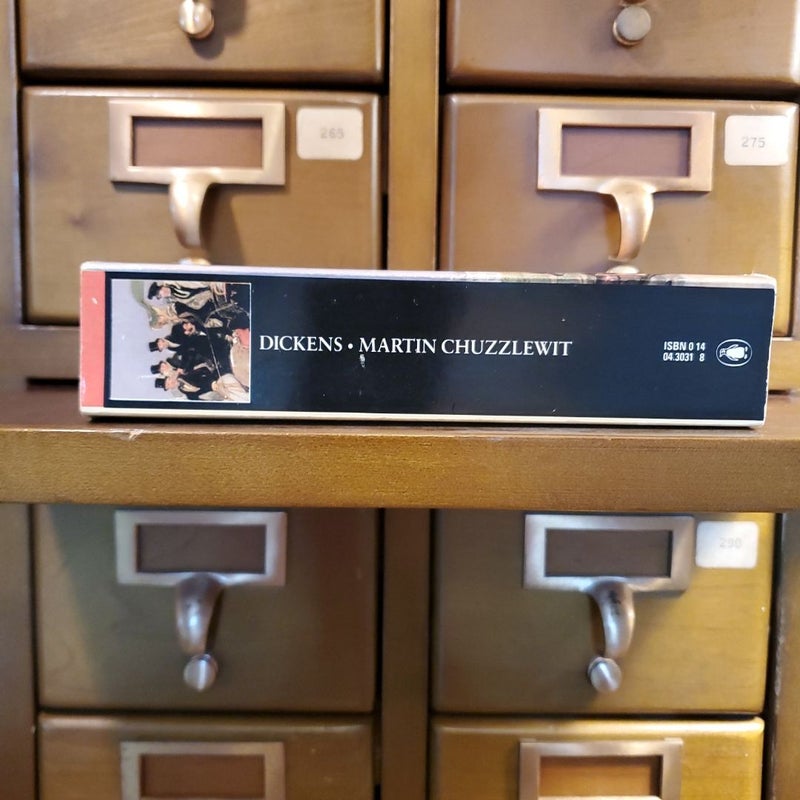 265
275
DICKENS • MARTIN CHUZZLEWIT
ISBN 0 14
04.3031 8
290